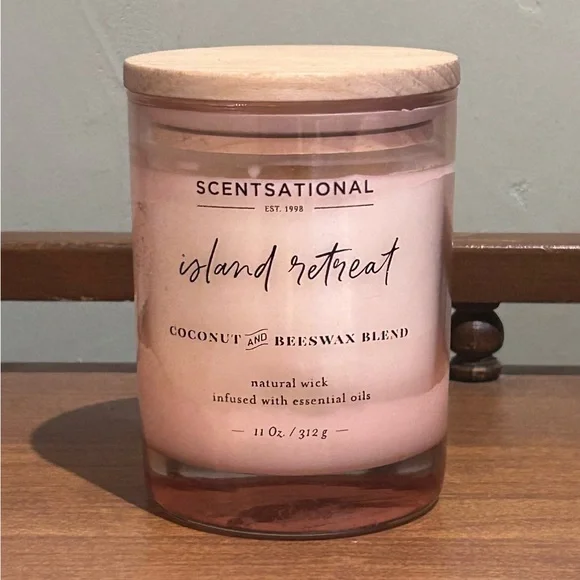 SCENTSATIONAL
EST. 1998
island retreat
COCONUT AND BEESWAX BLEND
natural wick
infused with essential oils
— 11 Oz. / 312 g —